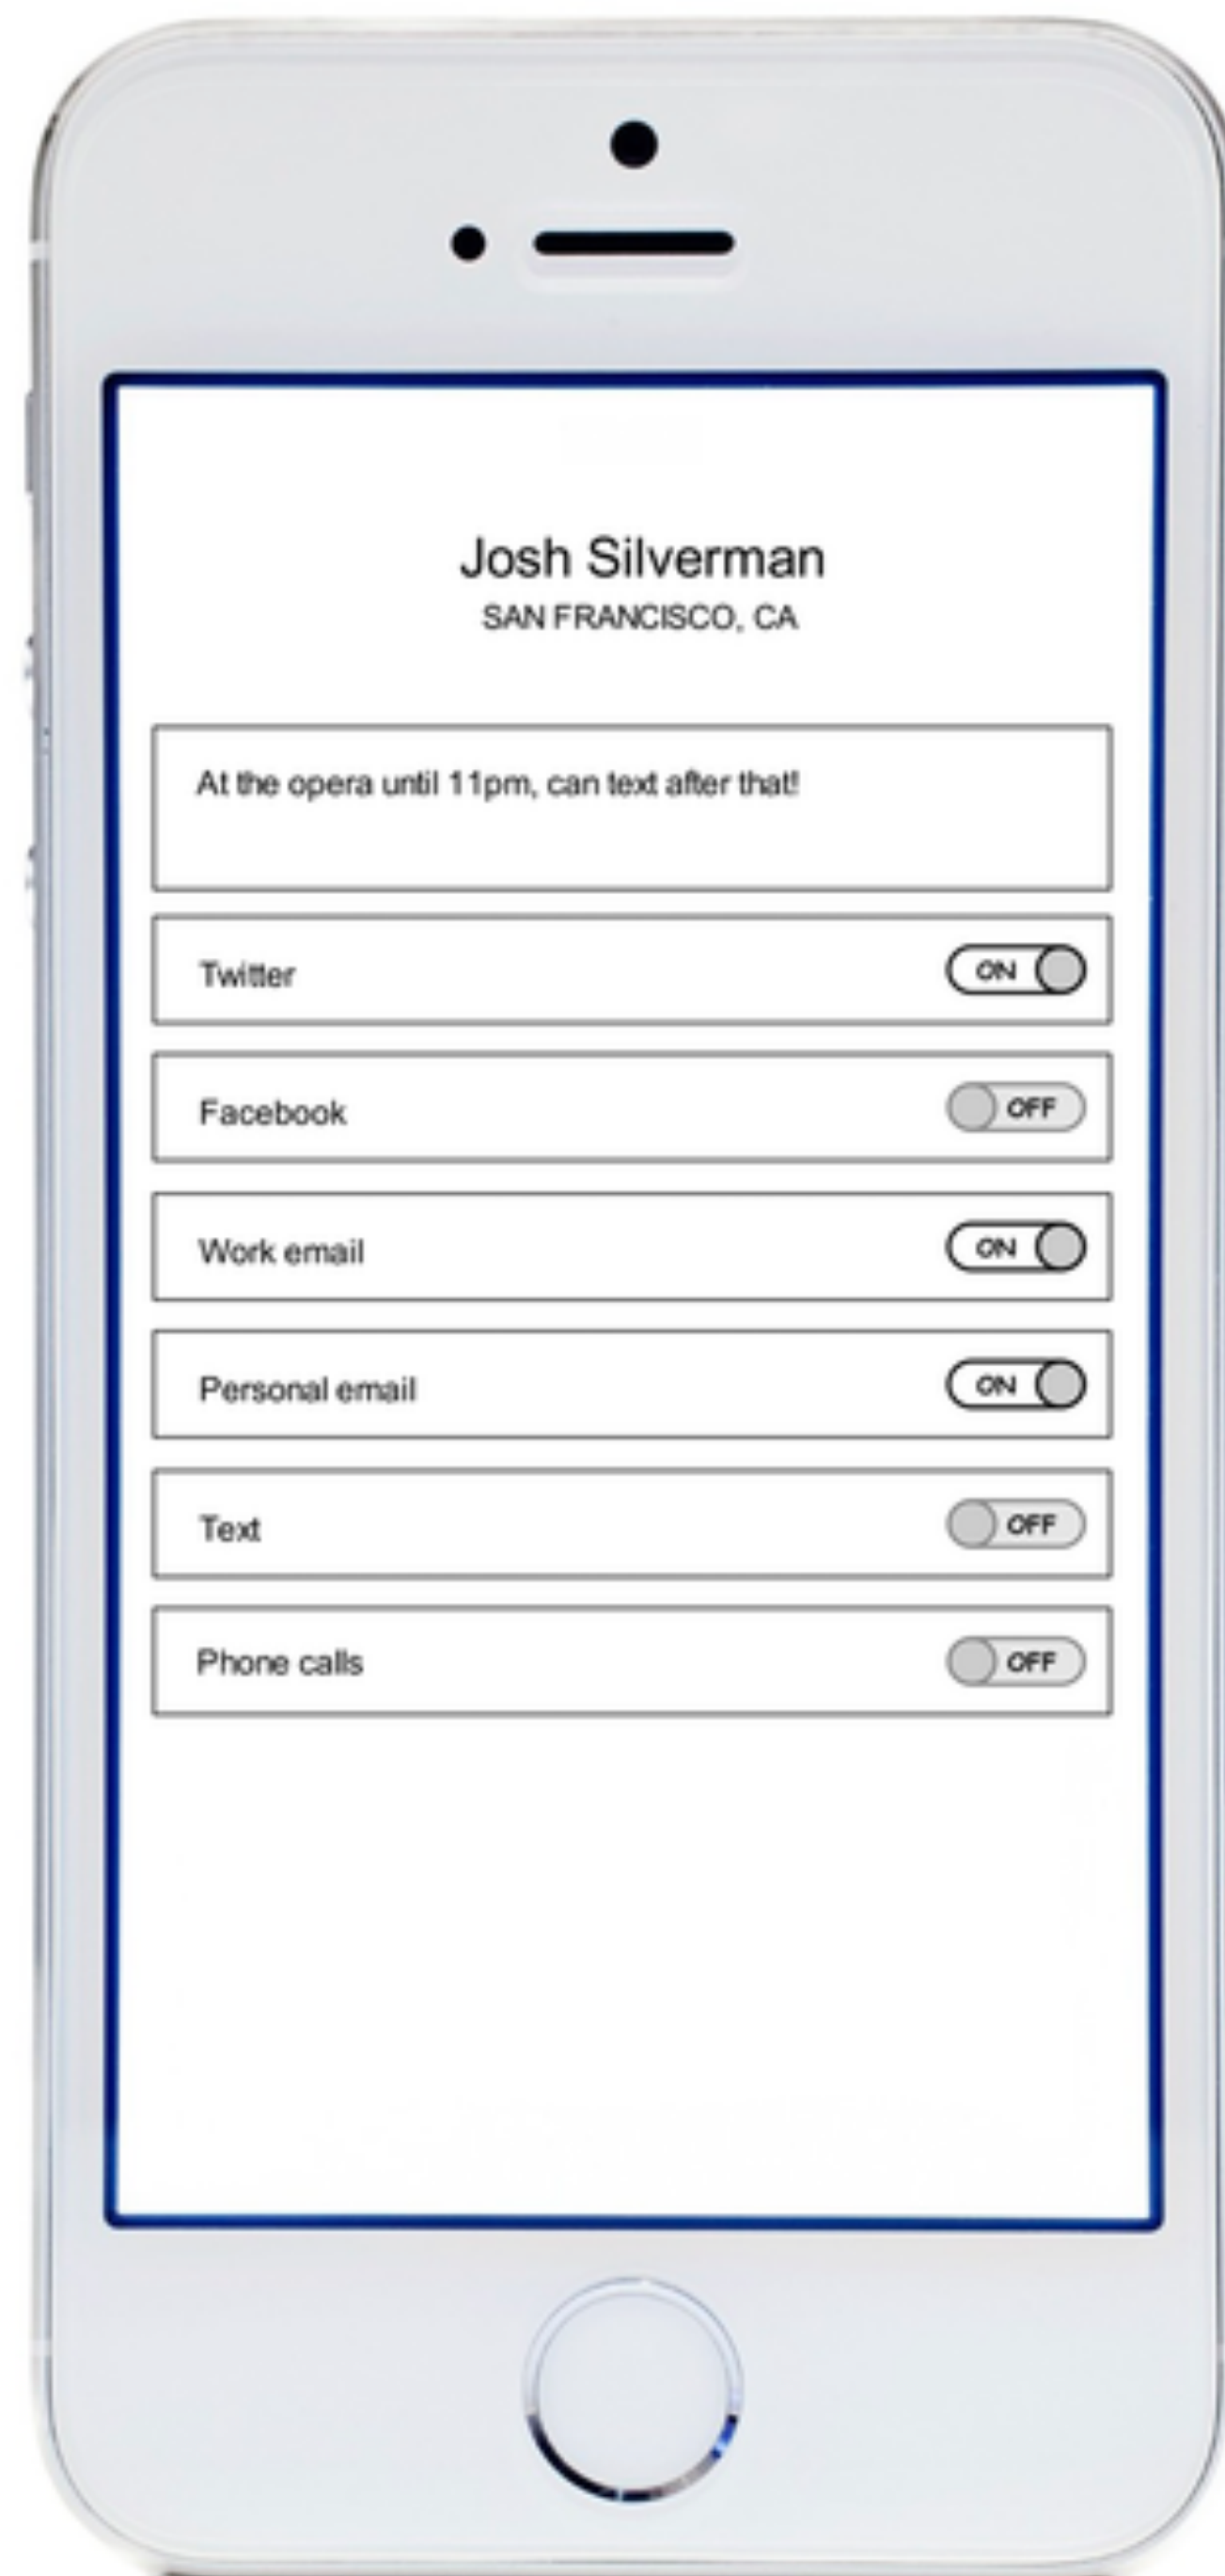 Josh Silverman
SAN FRANCISCO, CA
At the opera until 11pm, can text after that!
Twitter ON
Facebook OFF
Work email ON
Personal email ON
Text OFF
Phone calls OFF